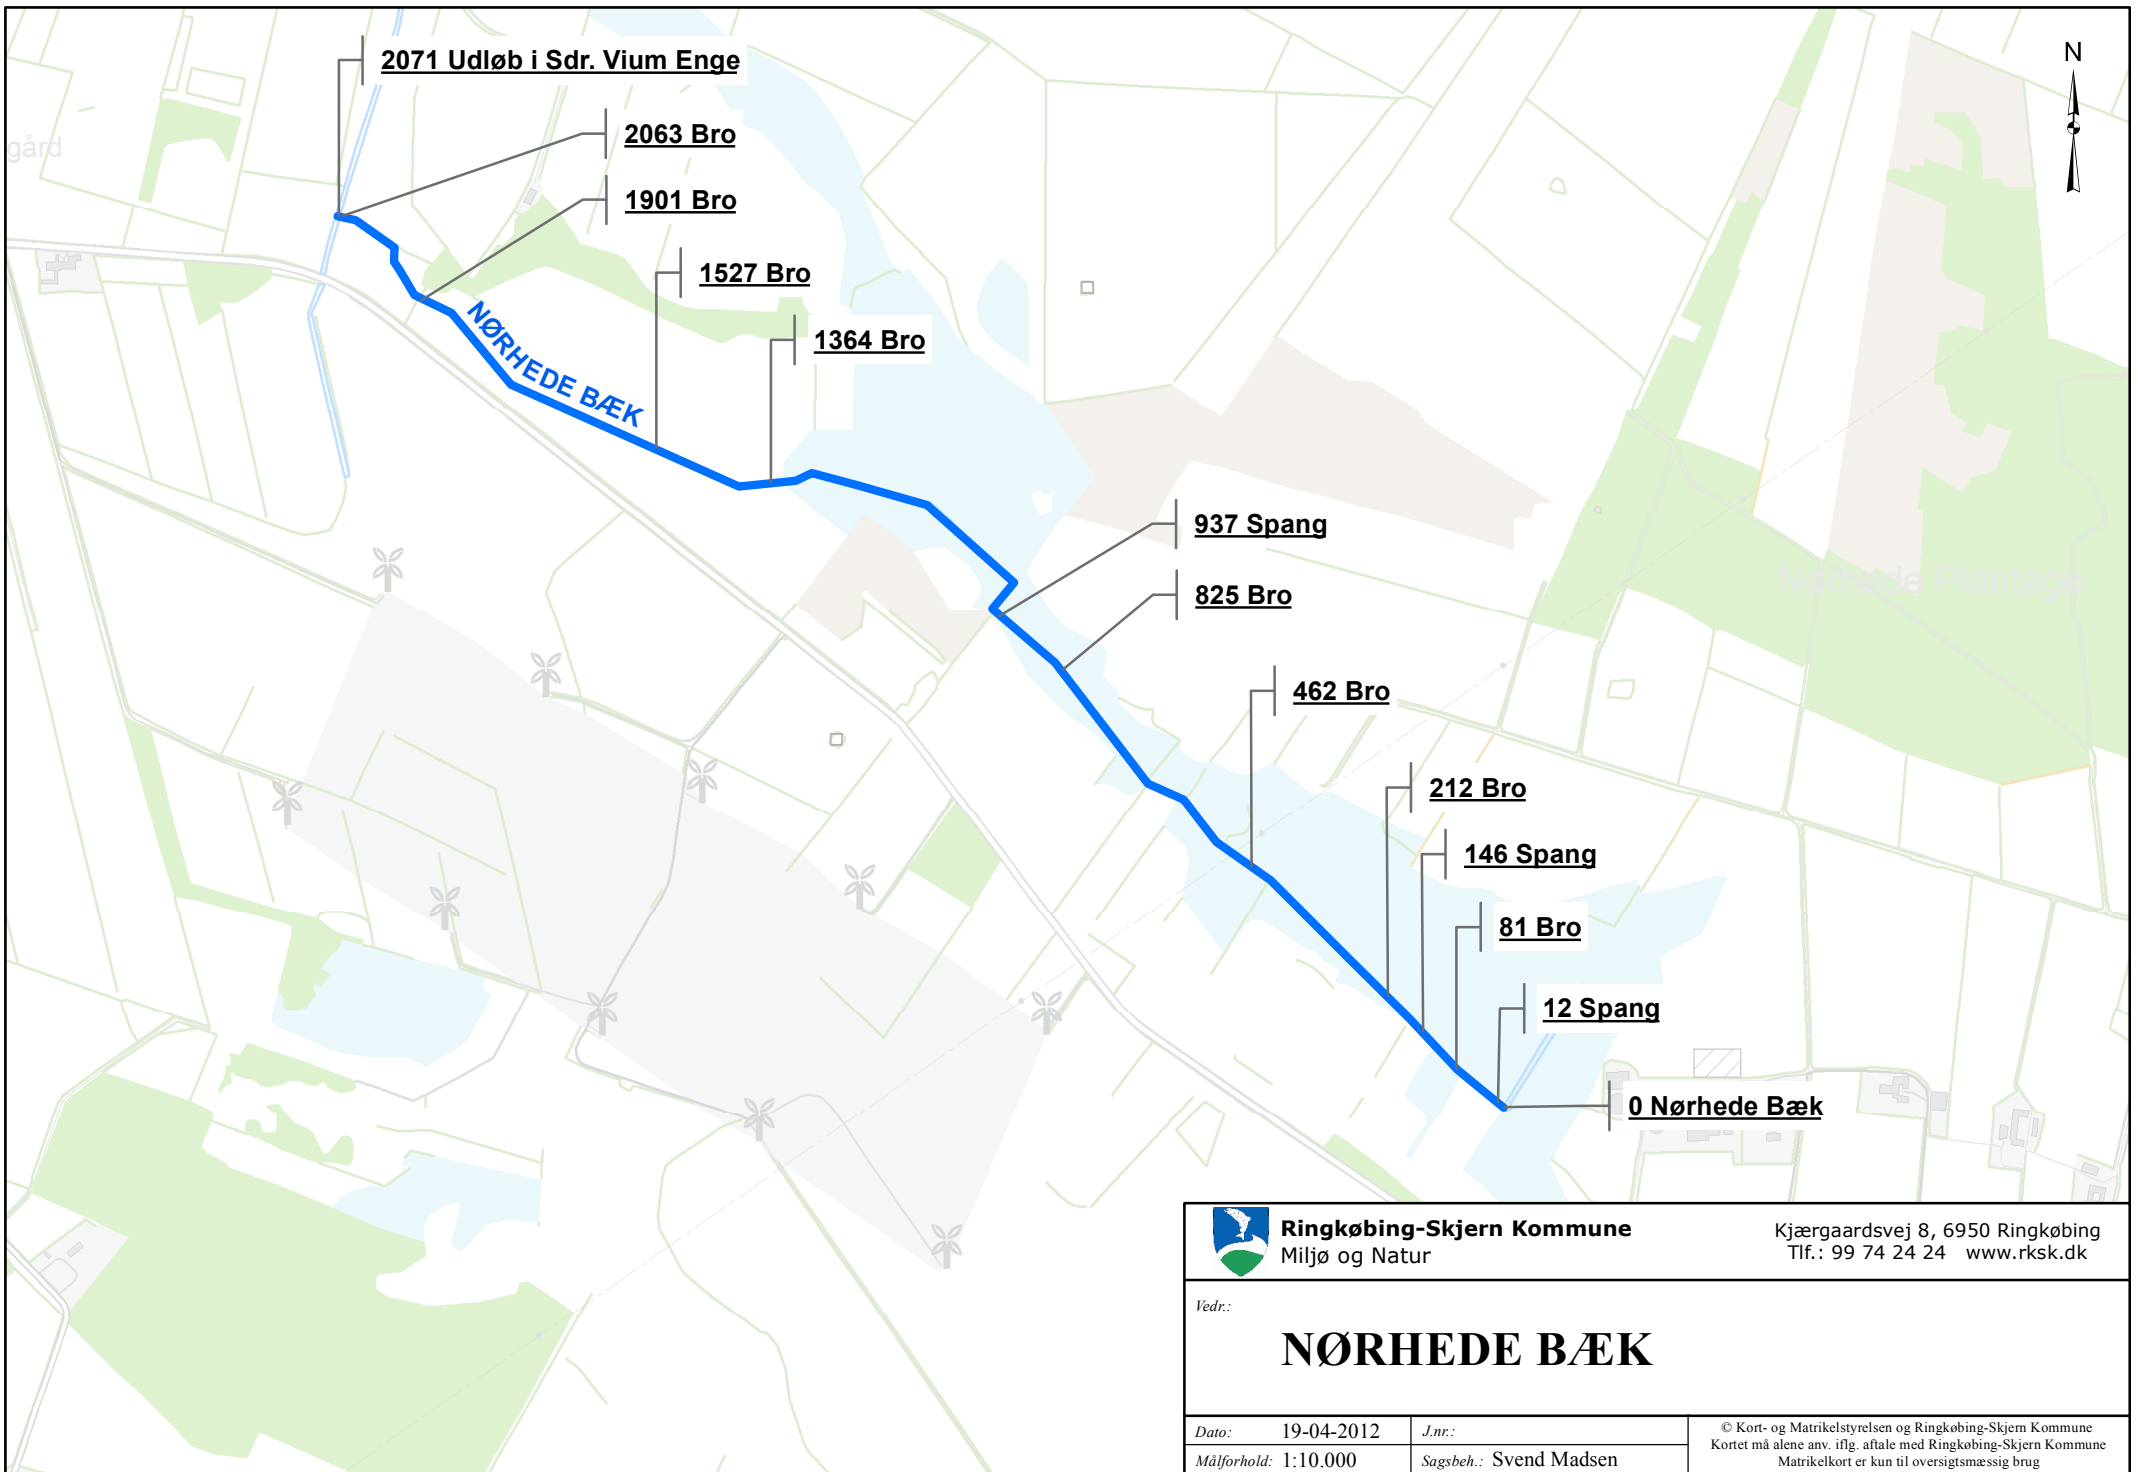 2071 Udløb i Sdr. Vium Enge
N
2063 Bro
gård
1901 Bro
1527 Bro
1364 Bro
NØRHEDE BÆK
937 Spang
Nørhede Plantage
825 Bro
462 Bro
212 Bro
146 Spang
81 Bro
12 Spang
0 Nørhede Bæk
Ringkøbing-Skjern Kommune
Miljø og Natur
Kjærgaardsvej 8, 6950 Ringkøbing
Tlf.: 99 74 24 24 www.rksk.dk
Vedr.:
NØRHEDE BÆK
Dato: 19-04-2012
J.nr.:
Målforhold: 1:10.000
Sagsbeh.: Svend Madsen
© Kort- og Matrikelstyrelsen og Ringkøbing-Skjern Kommune
Kortet må alene anv. iflg. aftale med Ringkøbing-Skjern Kommune
Matrikelkort er kun til oversigtsmæssig brug